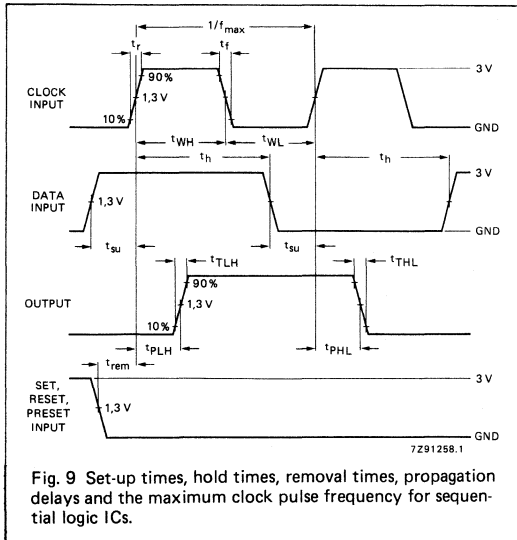 1/fmax
tr
tf
CLOCK
INPUT
90%
1,3 V
10%
3 V
GND
tWH
tWL
th
th
DATA
INPUT
1,3 V
3 V
GND
tsu
tsu
tTLH
tTHL
OUTPUT
90%
1,3 V
10%
tPLH
tPHL
trem
SET,
RESET,
PRESET
INPUT
1,3 V
3 V
GND
7Z91258.1
Fig. 9 Set-up times, hold times, removal times, propagation
delays and the maximum clock pulse frequency for sequen-
tial logic ICs.